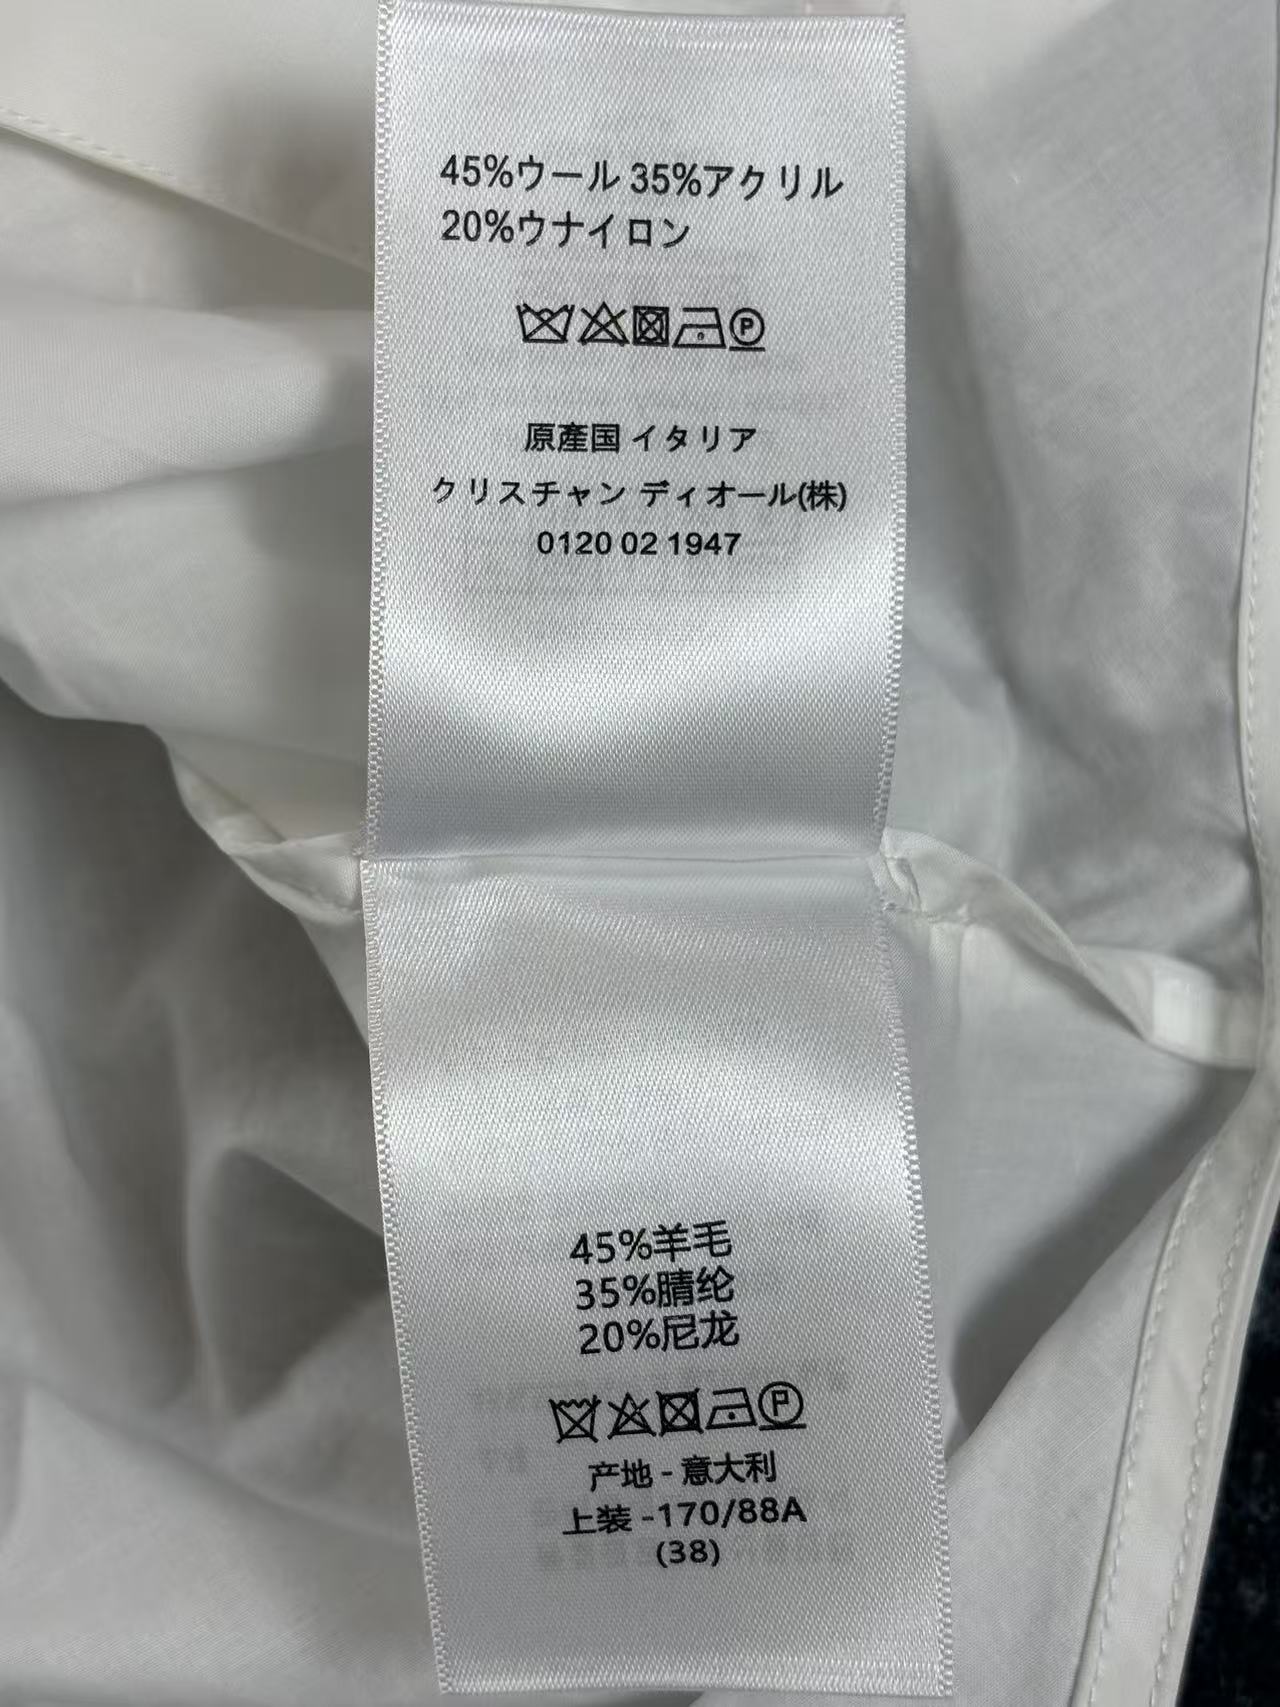 45%ウール 35%アクリル
20%ウナイロン
P
原產国 イタリア
クリスチャン ディオール(株)
0120 02 1947
45%羊毛
35%腈纶
20%尼龙
P
产地 - 意大利
上装 -170/88A
(38)